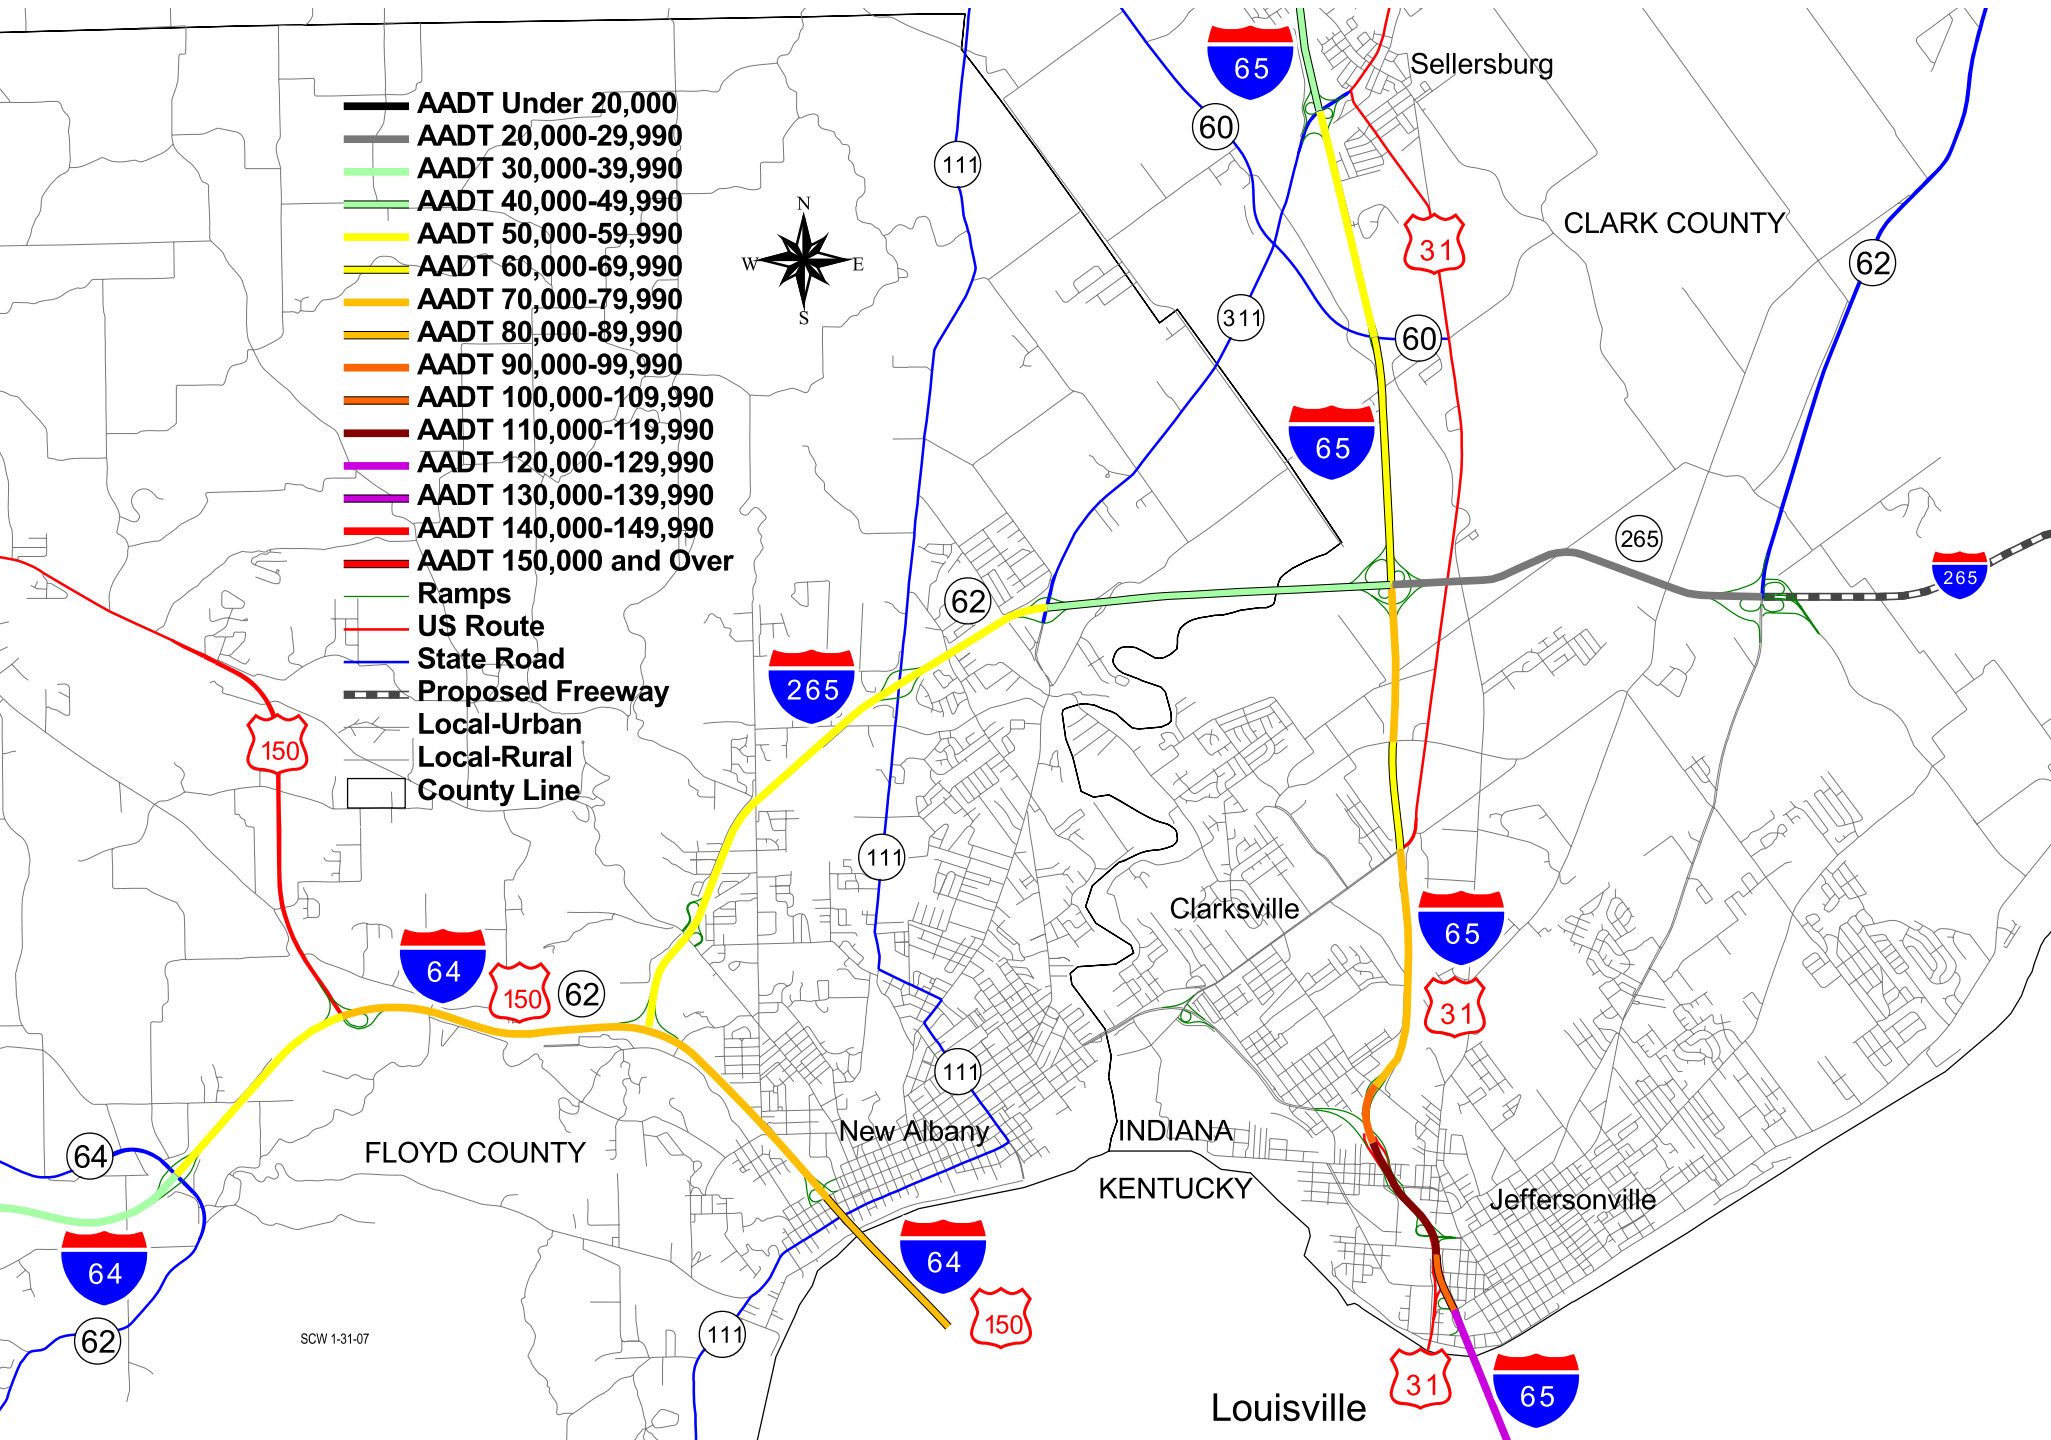 65
Sellersburg
AADT Under 20,000
AADT 20,000-29,990
AADT 30,000-39,990
AADT 40,000-49,990
AADT 50,000-59,990
AADT 60,000-69,990
AADT 70,000-79,990
AADT 80,000-89,990
AADT 90,000-99,990
AADT 100,000-109,990
AADT 110,000-119,990
AADT 120,000-129,990
AADT 130,000-139,990
AADT 140,000-149,990
AADT 150,000 and Over
Ramps
US Route
State Road
Proposed Freeway
Local-Urban
Local-Rural
County Line
N
W E
S
111
60
31
CLARK COUNTY
62
311
60
65
265
265
62
265
150
111
Clarksville
65
31
64
150
62
111
64
FLOYD COUNTY
New Albany
INDIANA
KENTUCKY
Jeffersonville
64
64
150
62
SCW 1-31-07
111
31
65
Louisville